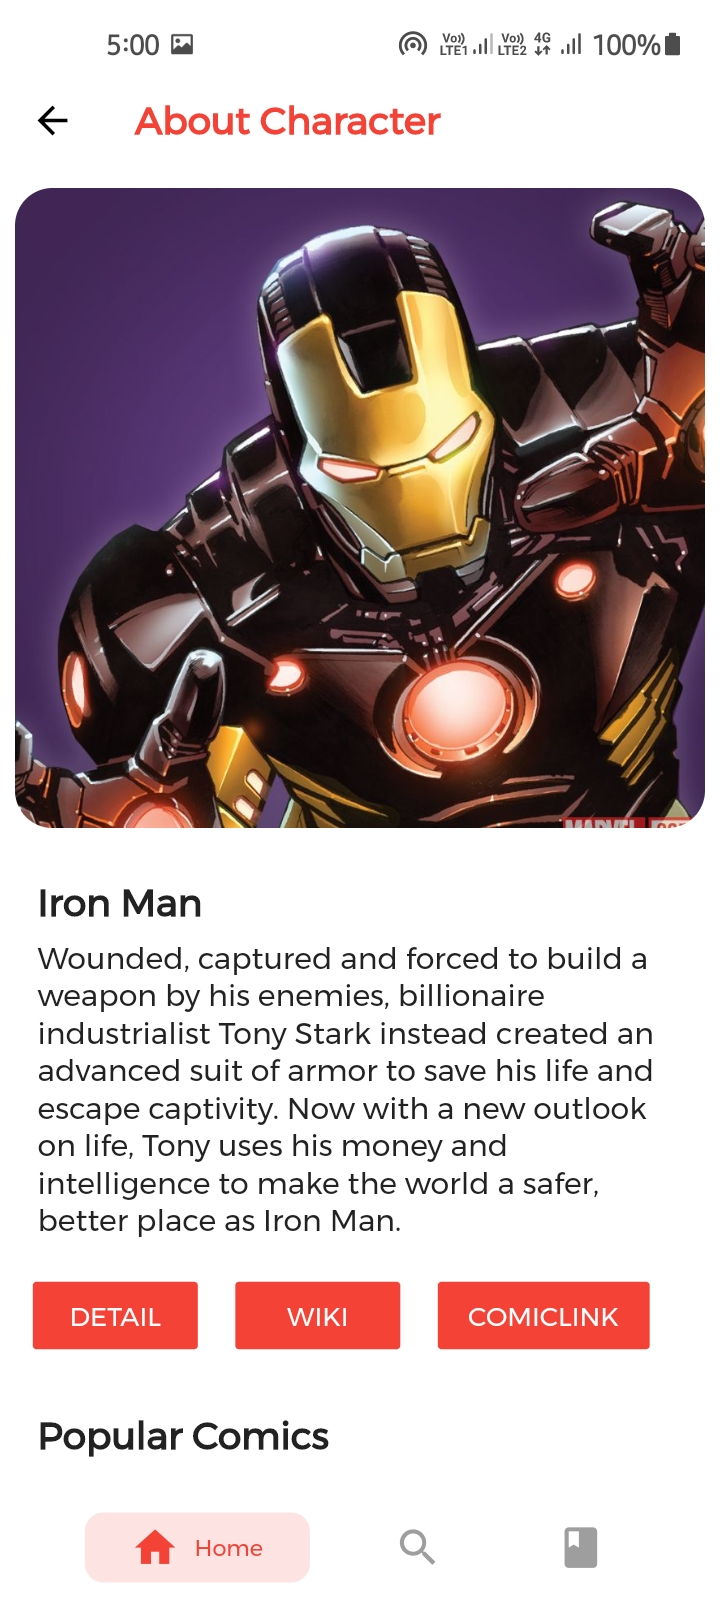 5:00
Vo)) LTE1 Vo)) LTE2 4G 100%
About Character
MARVEL
Iron Man
Wounded, captured and forced to build a
weapon by his enemies, billionaire
industrialist Tony Stark instead created an
advanced suit of armor to save his life and
escape captivity. Now with a new outlook
on life, Tony uses his money and
intelligence to make the world a safer,
better place as Iron Man.
DETAIL WIKI COMICLINK
Popular Comics
Home